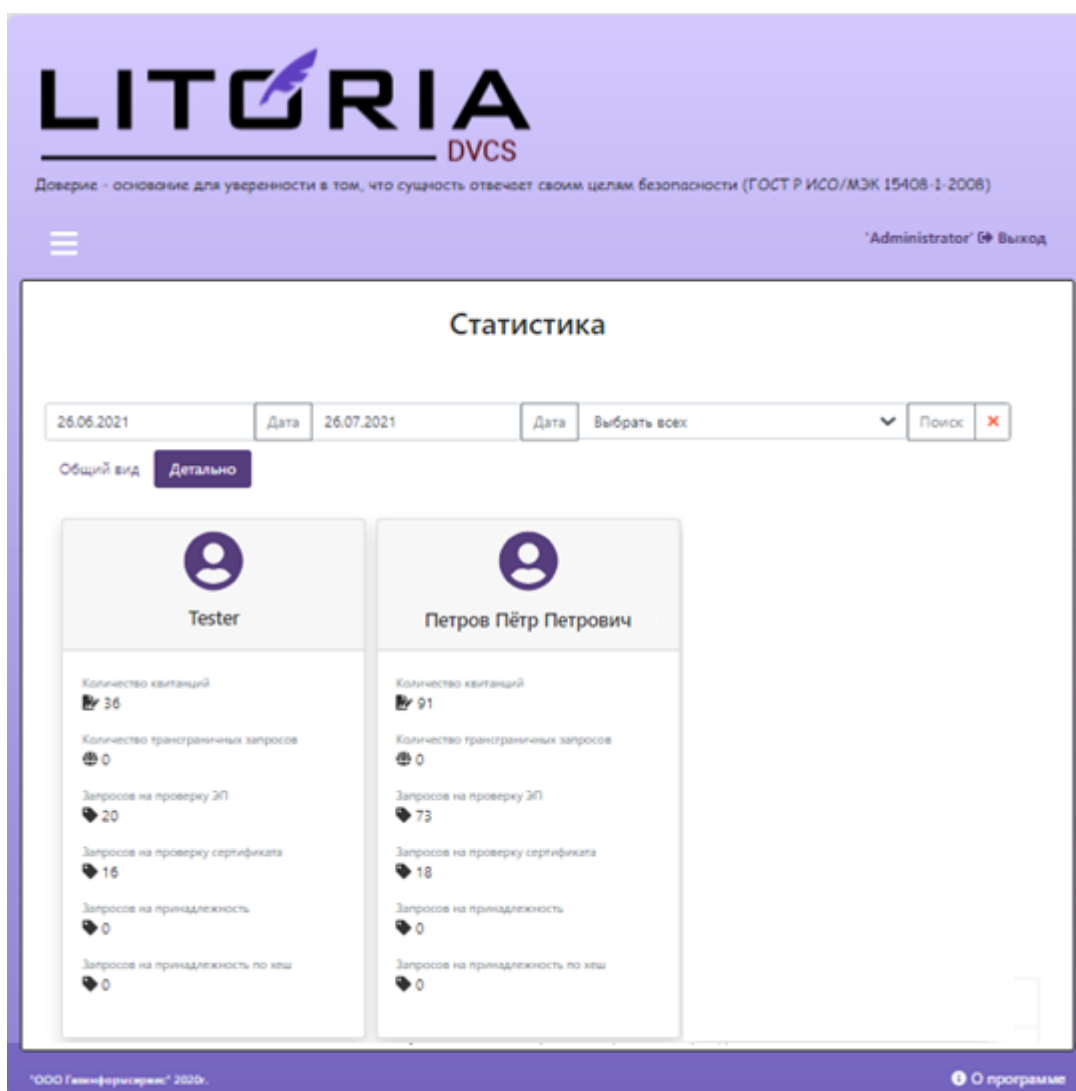 LITORIA
DVCS
Доверие - основание для уверенности в том, что сущность отвечает своим целям безопасности (ГОСТ Р ИСО/МЭК 15408-1-2008)
'Administrator' Выход
Статистика
26.06.2021 Дата 26.07.2021 Дата Выбрать всех Поиск
Общий вид Детально
Tester
Количество квитанций
36
Количество трансграничных запросов
0
Запросов на проверку ЭП
20
Запросов на проверку сертификата
16
Запросов на принадлежность
0
Запросов на принадлежность по хеш
0
Петров Пётр Петрович
Количество квитанций
91
Количество трансграничных запросов
0
Запросов на проверку ЭП
73
Запросов на проверку сертификата
18
Запросов на принадлежность
0
Запросов на принадлежность по хеш
0
"ООО Газинформсервис" 2020г. О программе